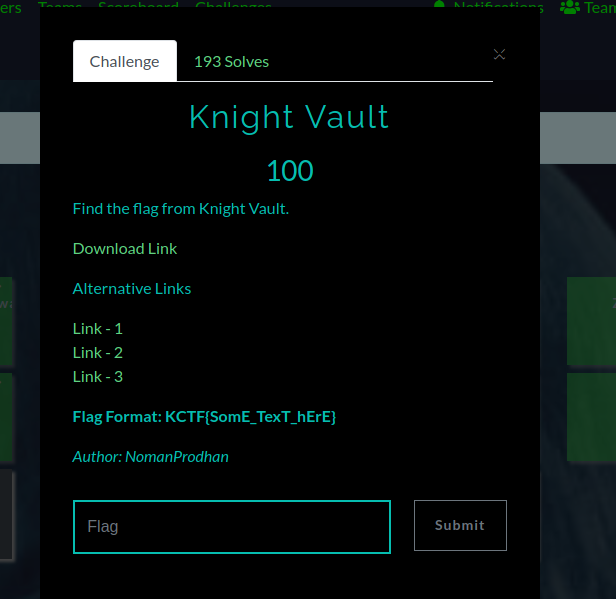 ers Teams Scoreboard Challenges Notifications Team
Challenge 193 Solves ×
Knight Vault
100
Find the flag from Knight Vault.
Download Link
Alternative Links
Link - 1
Link - 2
Link - 3
Flag Format: KCTF{SomE_TexT_hErE}
Author: NomanProdhan
Flag Submit